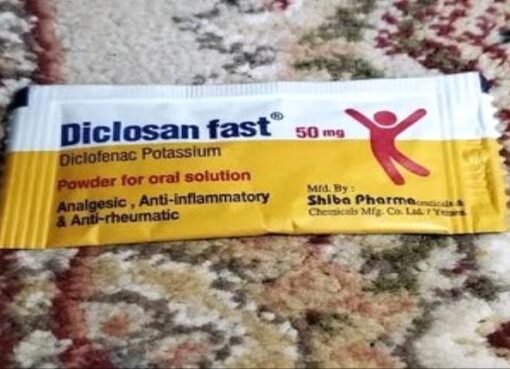 Diclosan fast®
50 mg
Diclofenac Potassium
Powder for oral solution
Analgesic , Anti-inflammatory
& Anti-rheumatic
Mfd. By :
Shiba Pharmaceuticals &
Chemicals Mfg. Co. Ltd. / Yemen